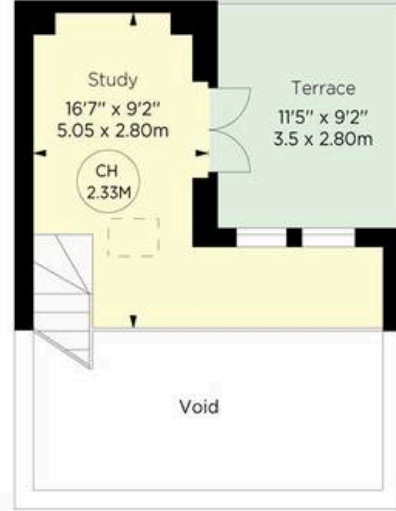 Study
16'7" x 9'2"
5.05 x 2.80m
CH
2.33M
Terrace
11'5" x 9'2"
3.5 x 2.80m
Void